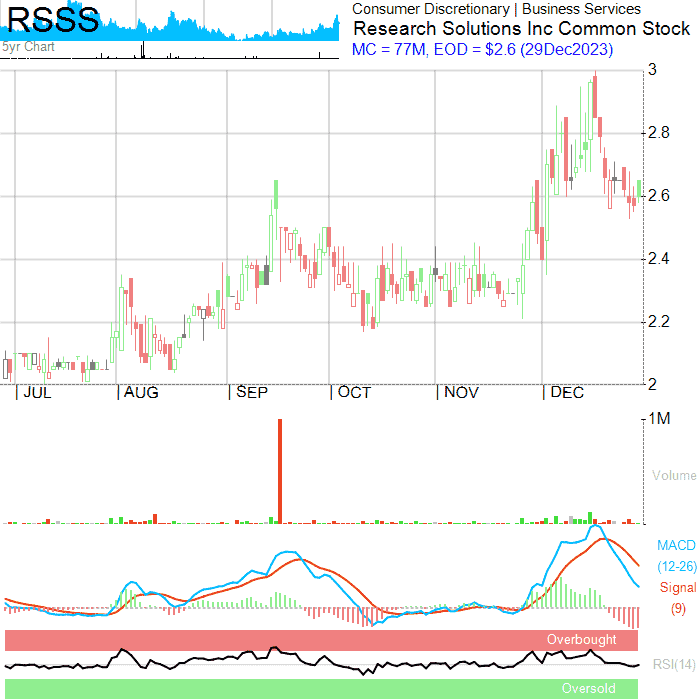 RSSS
5yr Chart
Consumer Discretionary | Business Services
Research Solutions Inc Common Stock
MC = 77M, EOD = $2.6 (29Dec2023)
3
2.8
2.6
2.4
2.2
2
JUL AUG SEP OCT NOV DEC
1M
Volume
MACD
(12-26)
Signal
(9)
Overbought
RSI(14)
Oversold